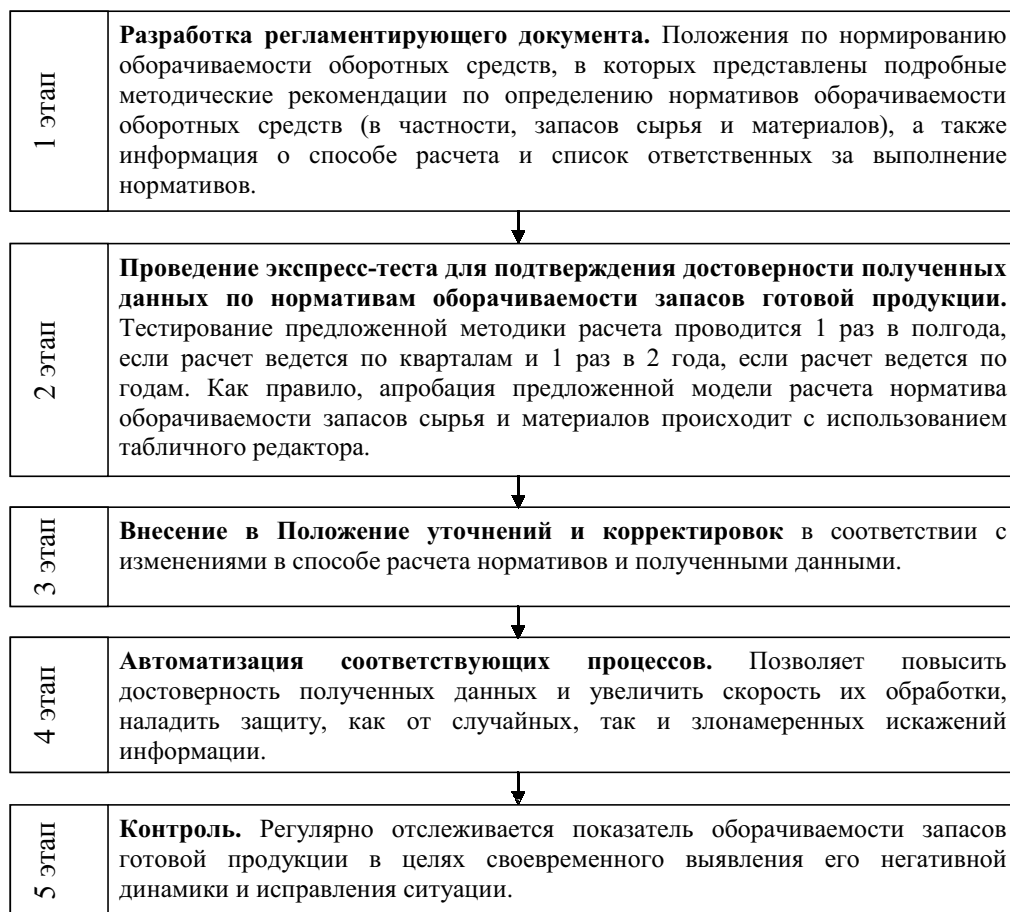 1 этап
Разработка регламентирующего документа. Положения по нормированию
оборачиваемости оборотных средств, в которых представлены подробные
методические рекомендации по определению нормативов оборачиваемости
оборотных средств (в частности, запасов сырья и материалов), а также
информация о способе расчета и список ответственных за выполнение
нормативов.
2 этап
Проведение экспресс-теста для подтверждения достоверности полученных
данных по нормативам оборачиваемости запасов готовой продукции.
Тестирование предложенной методики расчета проводится 1 раз в полгода,
если расчет ведется по кварталам и 1 раз в 2 года, если расчет ведется по
годам. Как правило, апробация предложенной модели расчета норматива
оборачиваемости запасов сырья и материалов происходит с использованием
табличного редактора.
3 этап
Внесение в Положение уточнений и корректировок в соответствии с
изменениями в способе расчета нормативов и полученными данными.
4 этап
Автоматизация соответствующих процессов. Позволяет повысить
достоверность полученных данных и увеличить скорость их обработки,
наладить защиту, как от случайных, так и злонамеренных искажений
информации.
5 этап
Контроль. Регулярно отслеживается показатель оборачиваемости запасов
готовой продукции в целях своевременного выявления его негативной
динамики и исправления ситуации.